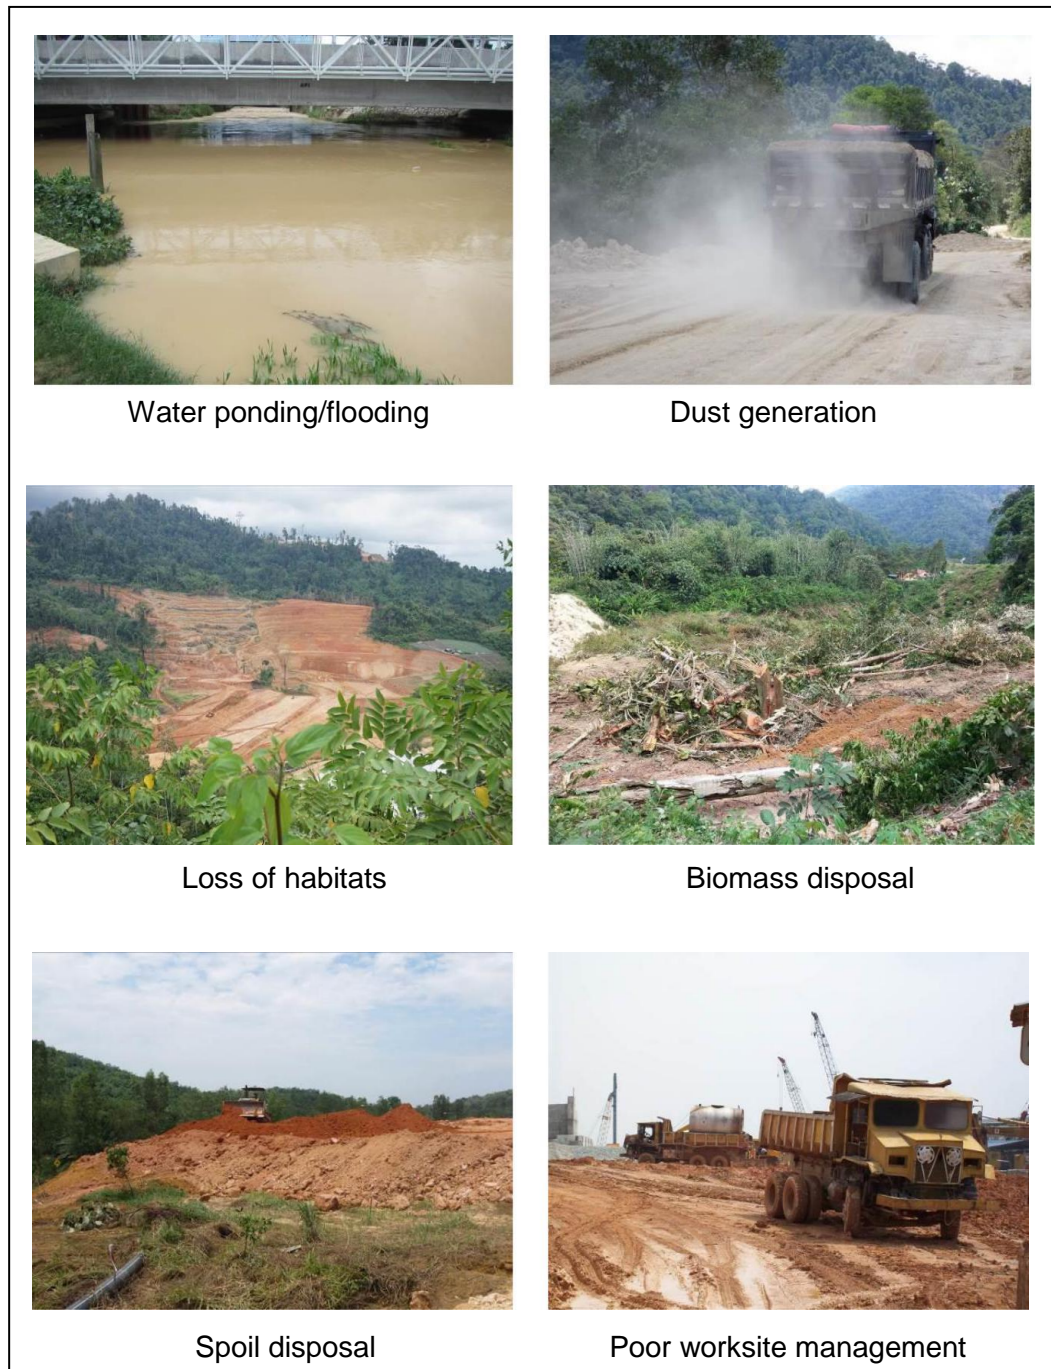 Water ponding/flooding
Dust generation
Loss of habitats
Biomass disposal
Spoil disposal
Poor worksite management